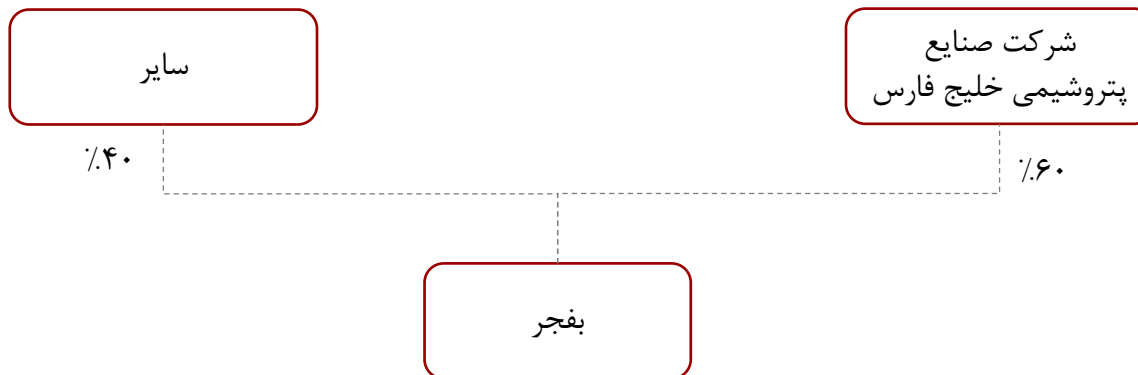 شرکت صنایع
پتروشیمی خلیج فارس
سایر
٪۶۰
٪۴۰
بفجر